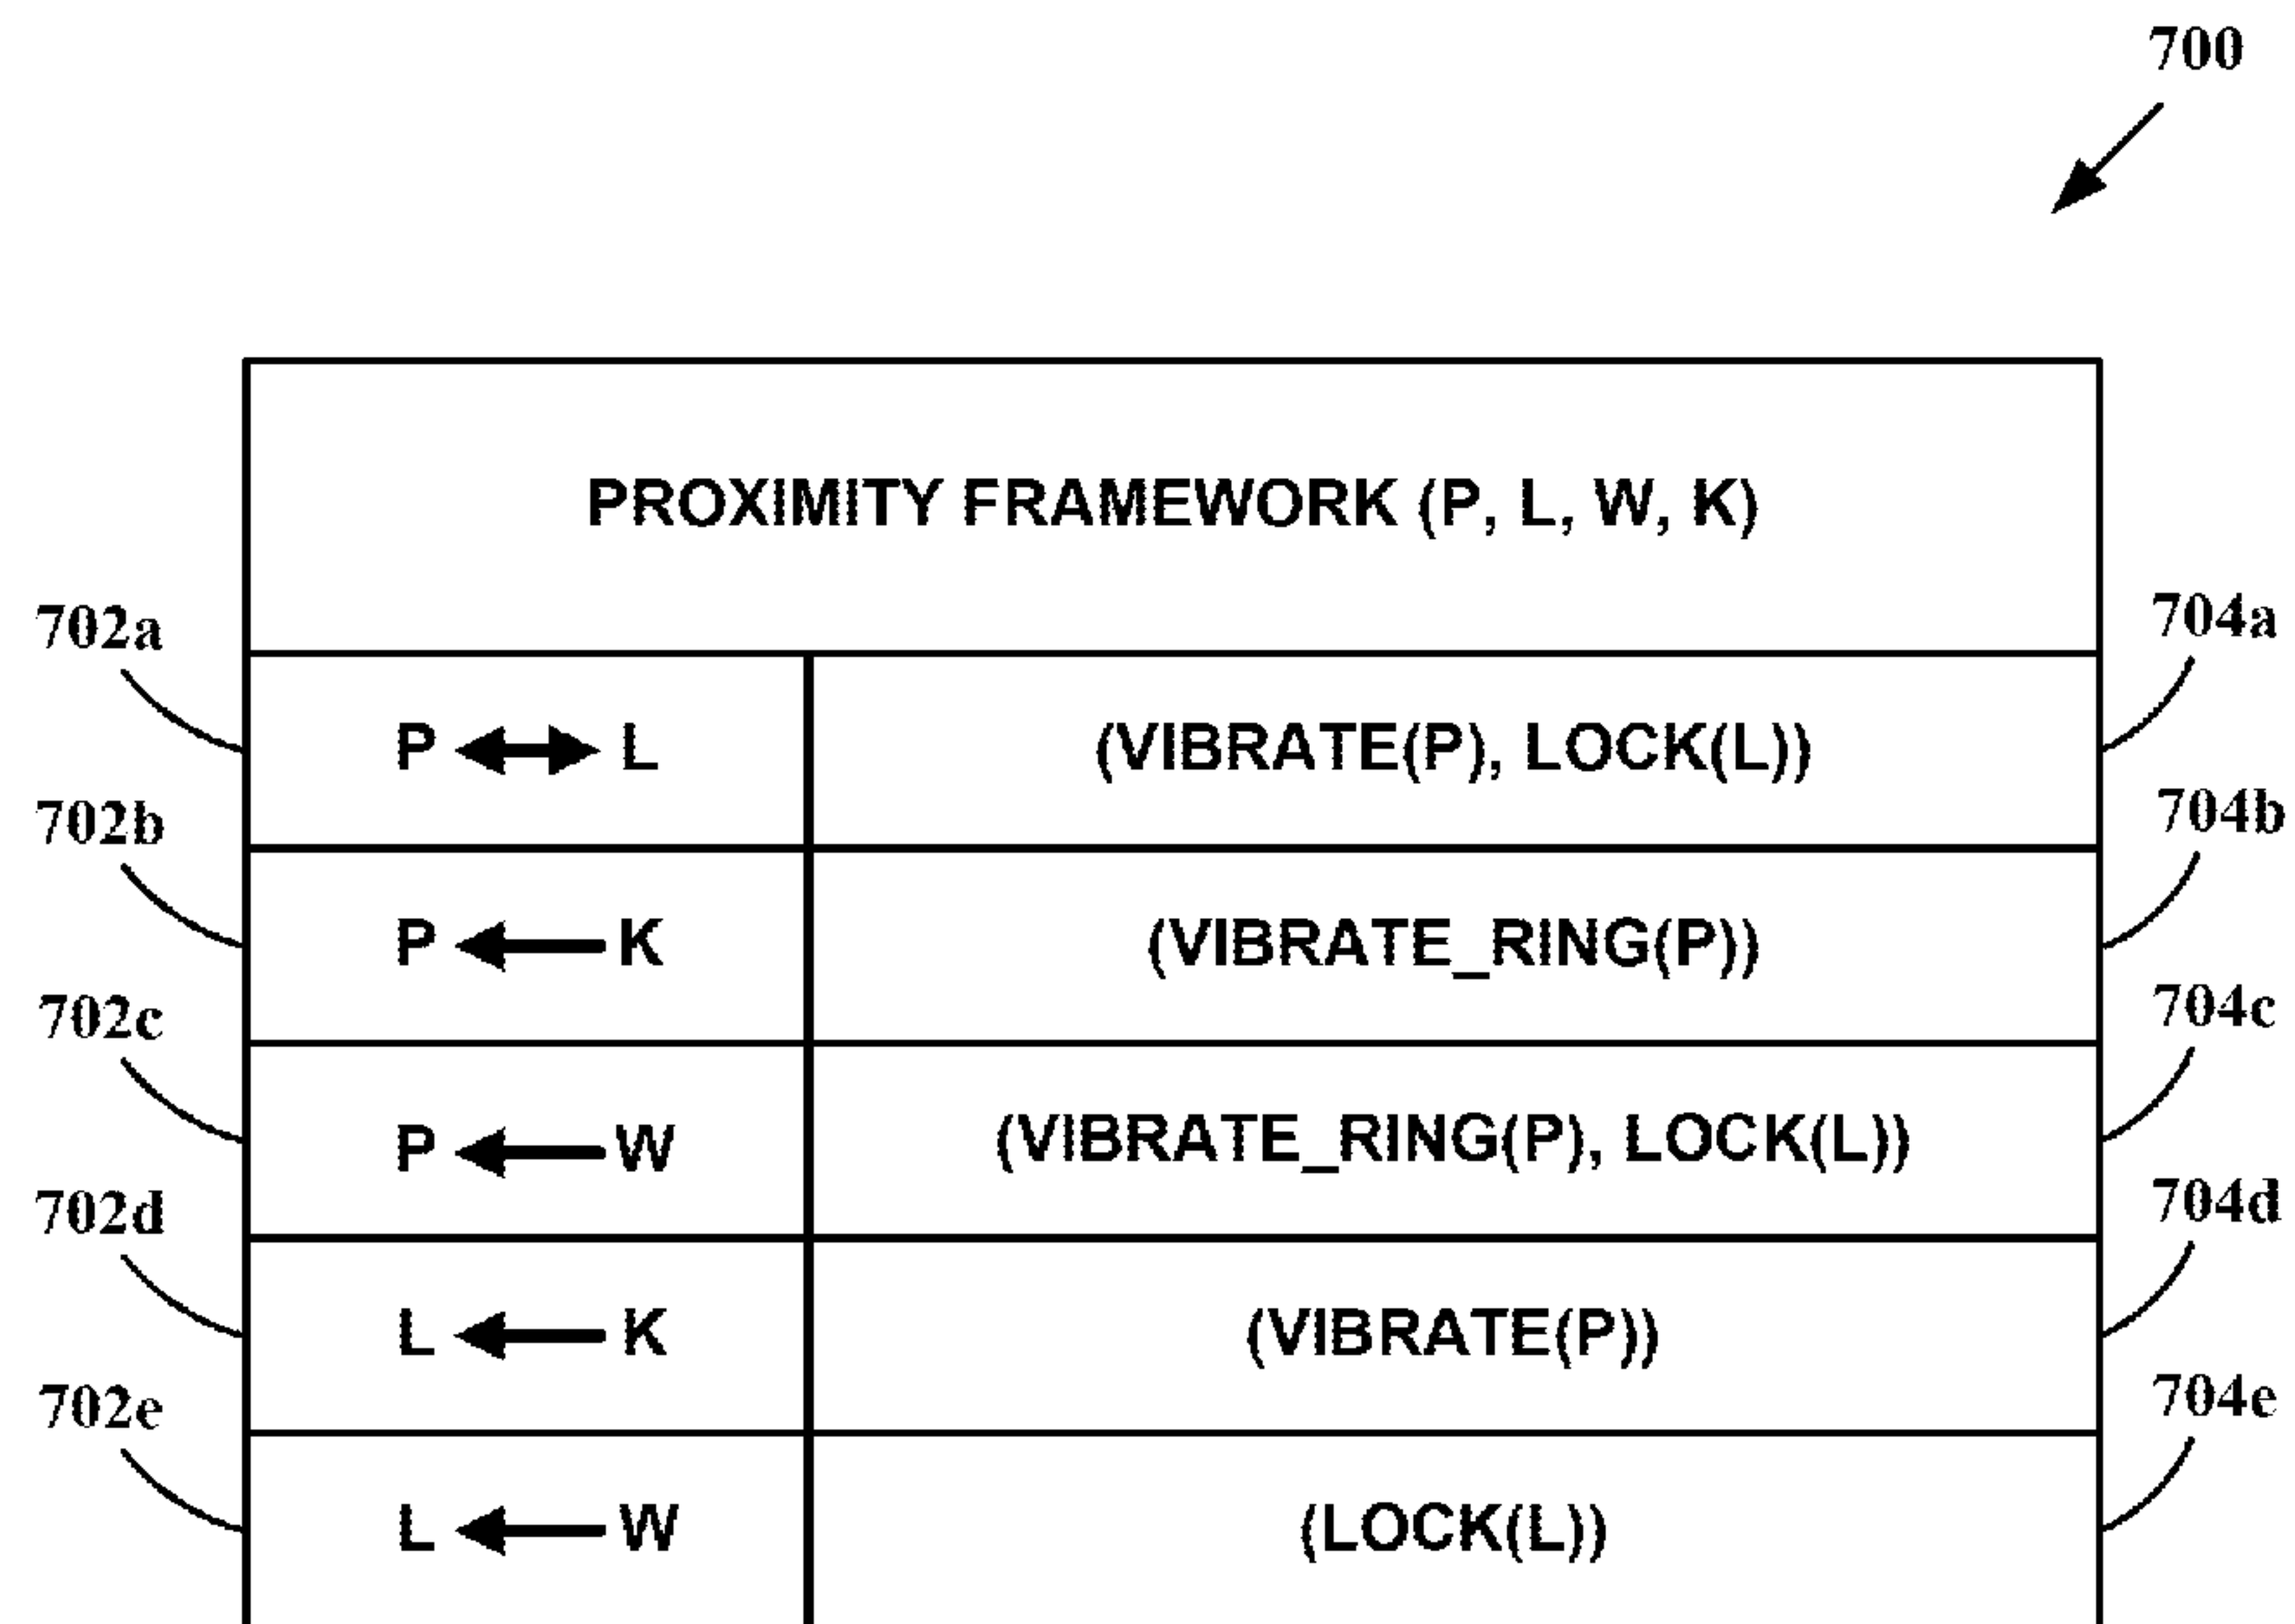 700
PROXIMITY FRAMEWORK (P, L, W, K)
702a
704a
P L
(VIBRATE(P), LOCK(L))
702b
704b
P K
(VIBRATE_RING(P))
702c
704c
P W
(VIBRATE_RING(P), LOCK(L))
702d
704d
L K
(VIBRATE(P))
702e
704e
L W
(LOCK(L))